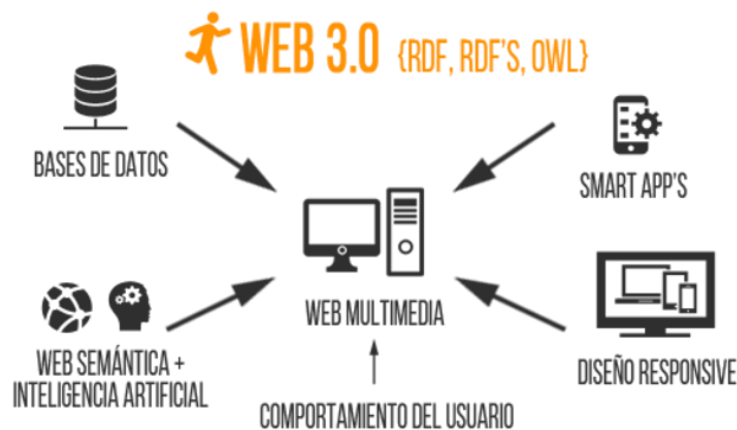 WEB 3.0 {RDF, RDF'S, OWL}
BASES DE DATOS
SMART APP'S
WEB MULTIMEDIA
WEB SEMÁNTICA +
INTELIGENCIA ARTIFICIAL
DISEÑO RESPONSIVE
COMPORTAMIENTO DEL USUARIO